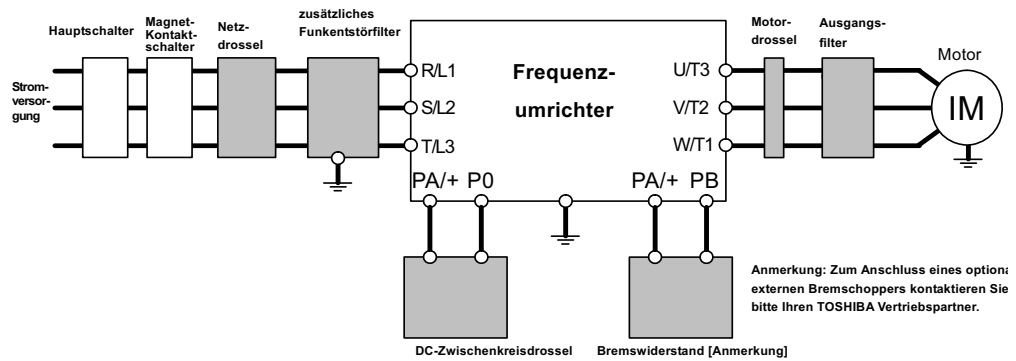 Hauptschalter
Magnet-
Kontakt-
schalter
Netz-
drossel
zusätzliches
Funkentstörfilter
Motor-
drossel
Ausgangs-
filter
Motor
Strom-
versor-
gung
R/L1
S/L2
T/L3
Frequenz-
umrichter
U/T3
V/T2
W/T1
IM
PA/+ P0
PA/+ PB
Anmerkung: Zum Anschluss eines optiona
externen Bremschoppers kontaktieren Sie
bitte Ihren TOSHIBA Vertriebspartner.
DC-Zwischenkreisdrossel
Bremswiderstand [Anmerkung]